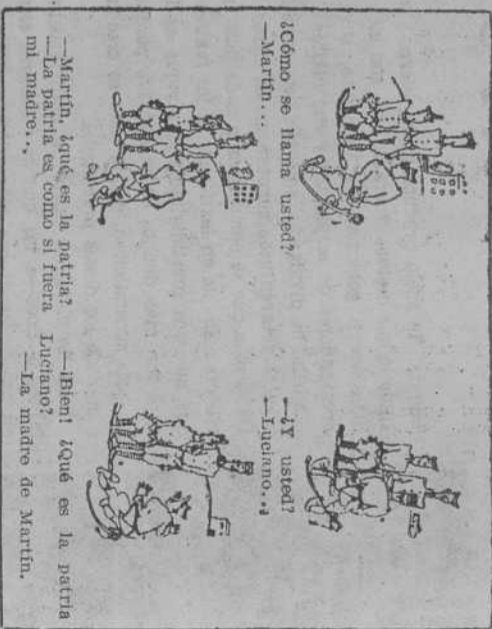 ¿Cómo se llama usted?
—Martín...
—¿Y usted?
—Luciano...
—Martín, ¿qué es la patria?
—La patria es como si fuera
mi madre...
—¡Bien! ¿Qué es la patria
Luciano?
—La madre de Martín.